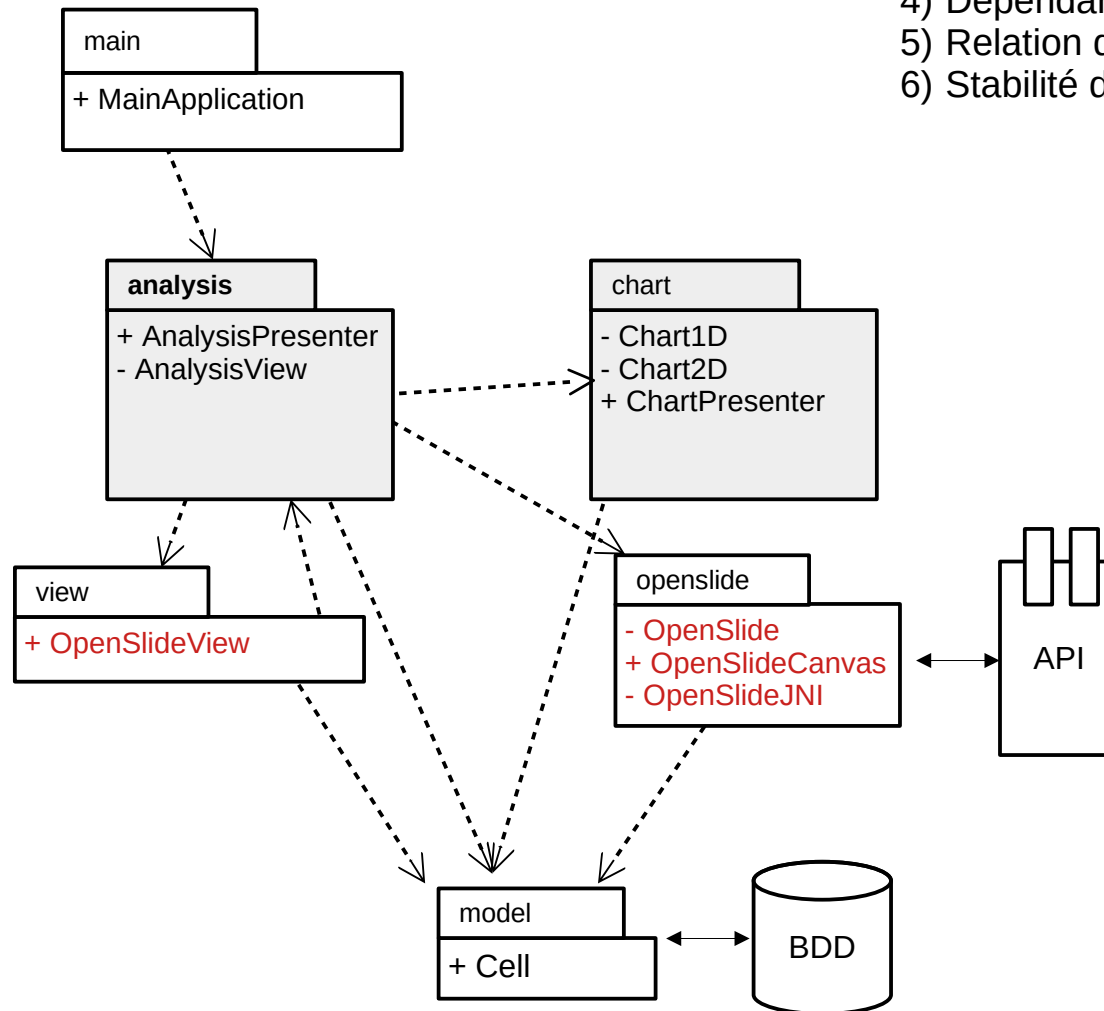 4)
5) Relation
6) Stabilité
main
+ MainApplication
analysis
+ AnalysisPresenter
- AnalysisView
chart
- Chart1D
- Chart2D
+ ChartPresenter
view
+ OpenSlideView
openslide
- OpenSlide
+ OpenSlideCanvas
- OpenSlideJNI
API
model
+ Cell
BDD